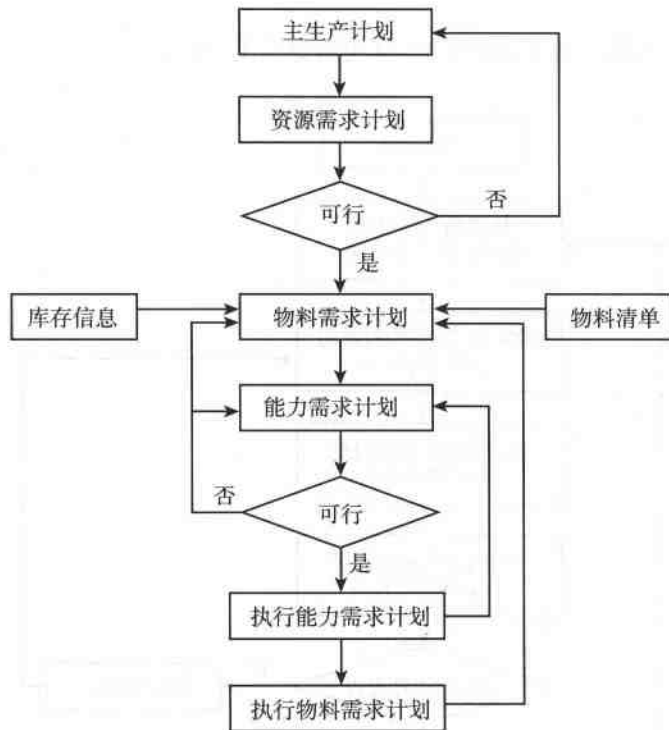 主生产计划
资源需求计划
可行
否
是
库存信息
物料需求计划
物料清单
能力需求计划
否
可行
是
执行能力需求计划
执行物料需求计划